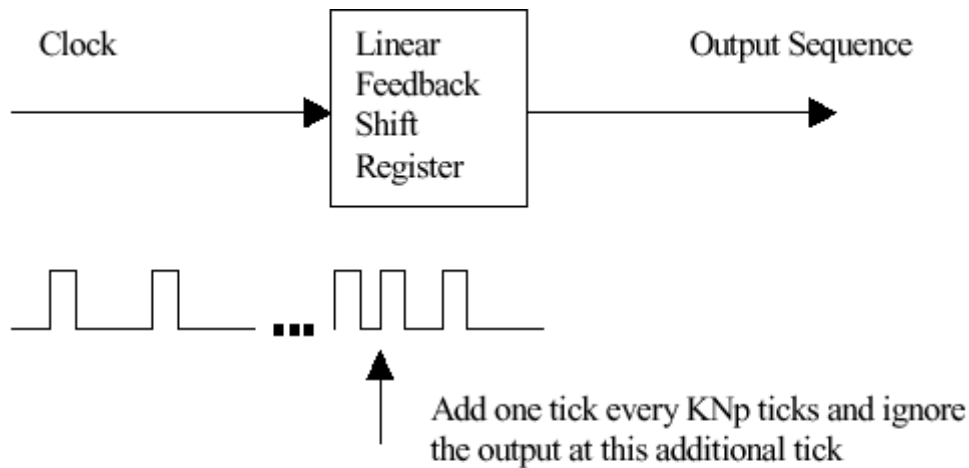 Clock
Linear
Feedback
Shift
Register
Output Sequence
Add one tick every KNp ticks and ignore
the output at this additional tick